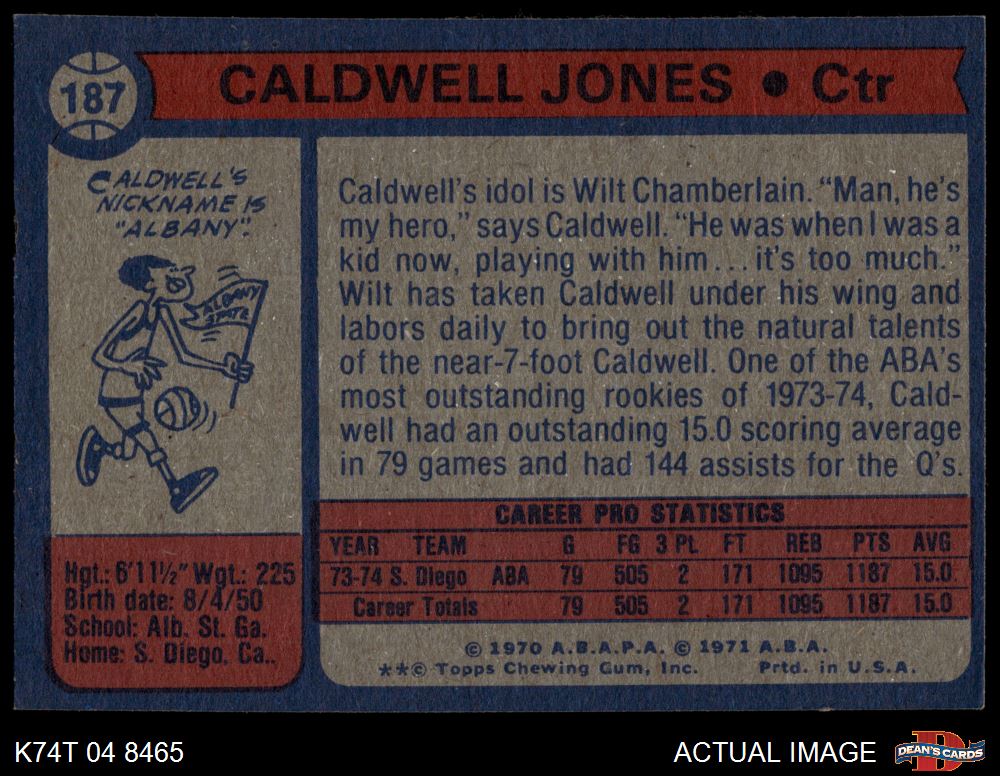 187
CALDWELL JONES • Ctr
CALDWELL'S
NICKNAME IS
"ALBANY".
ALBANY
STATE
Caldwell's idol is Wilt Chamberlain. "Man, he's
my hero," says Caldwell. "He was when I was a
kid now, playing with him... it's too much."
Wilt has taken Caldwell under his wing and
labors daily to bring out the natural talents
of the near-7-foot Caldwell. One of the ABA's
most outstanding rookies of 1973-74, Cald-
well had an outstanding 15.0 scoring average
in 79 games and had 144 assists for the Q's.
Hgt.: 6'11½" Wgt.: 225
Birth date: 8/4/50
School: Alb. St. Ga.
Home: S. Diego, Ca..
CAREER PRO STATISTICS
YEAR TEAM G FG 3 PL FT REB PTS AVG
73-74 S. Diego ABA 79 505 2 171 1095 1187 15.0
Career Totals 79 505 2 171 1095 1187 15.0
© 1970 A.B.A.P.A. © 1971 A.B.A.
**© Topps Chewing Gum, Inc. Prtd. in U.S.A.
K74T 04 8465
ACTUAL IMAGE
D
DEAN'S CARDS